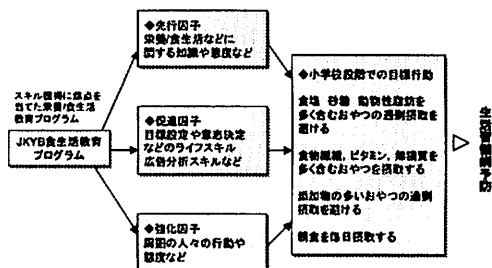 スキル獲得に焦点を
当てた栄養/食生活
教育プログラム
JKYB食生活教育
プログラム
◆先行因子
栄養/食生活などに
関する知識や態度など
◆促進因子
目標設定や意志決定
などのライフスキル
広告分析スキルなど
◆強化因子
周囲の人々の行動や
態度など
◆小学校段階での目標行動
食塩 砂糖 動物性脂肪を
多く含むおやつの過剰摂取を
避ける
食物繊維, ビタミン, 無機質を
多く含むおやつを摂取する
添加物の多いおやつの過剰
摂取を避ける
朝食を毎日摂取する
生活習慣病予防